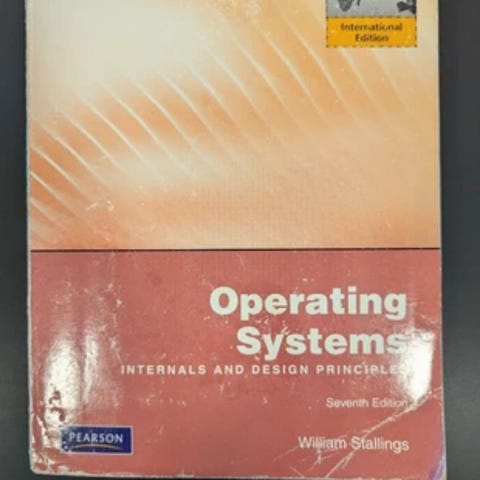 International
Edition
Operating
Systems
INTERNALS AND DESIGN PRINCIPLES
Seventh Edition
PEARSON
William Stallings